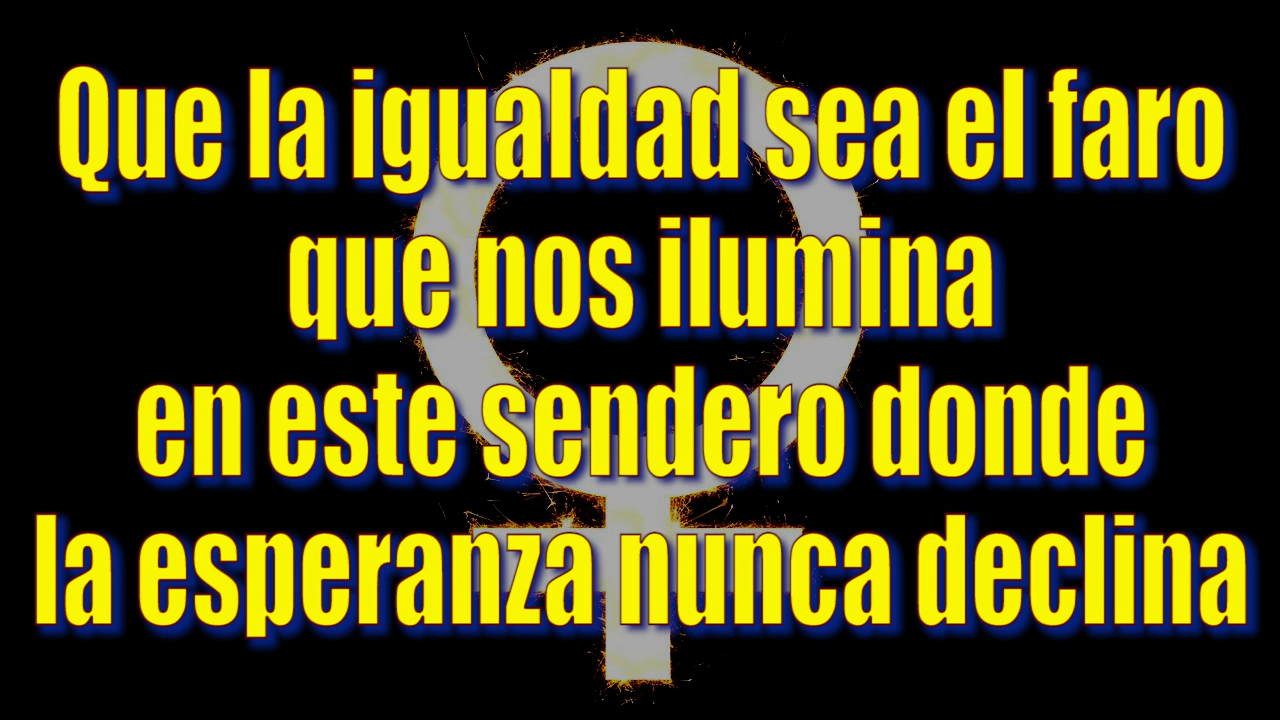 Que la igualdad sea el faro
que nos ilumina
en este sendero donde
la esperanza nunca declina